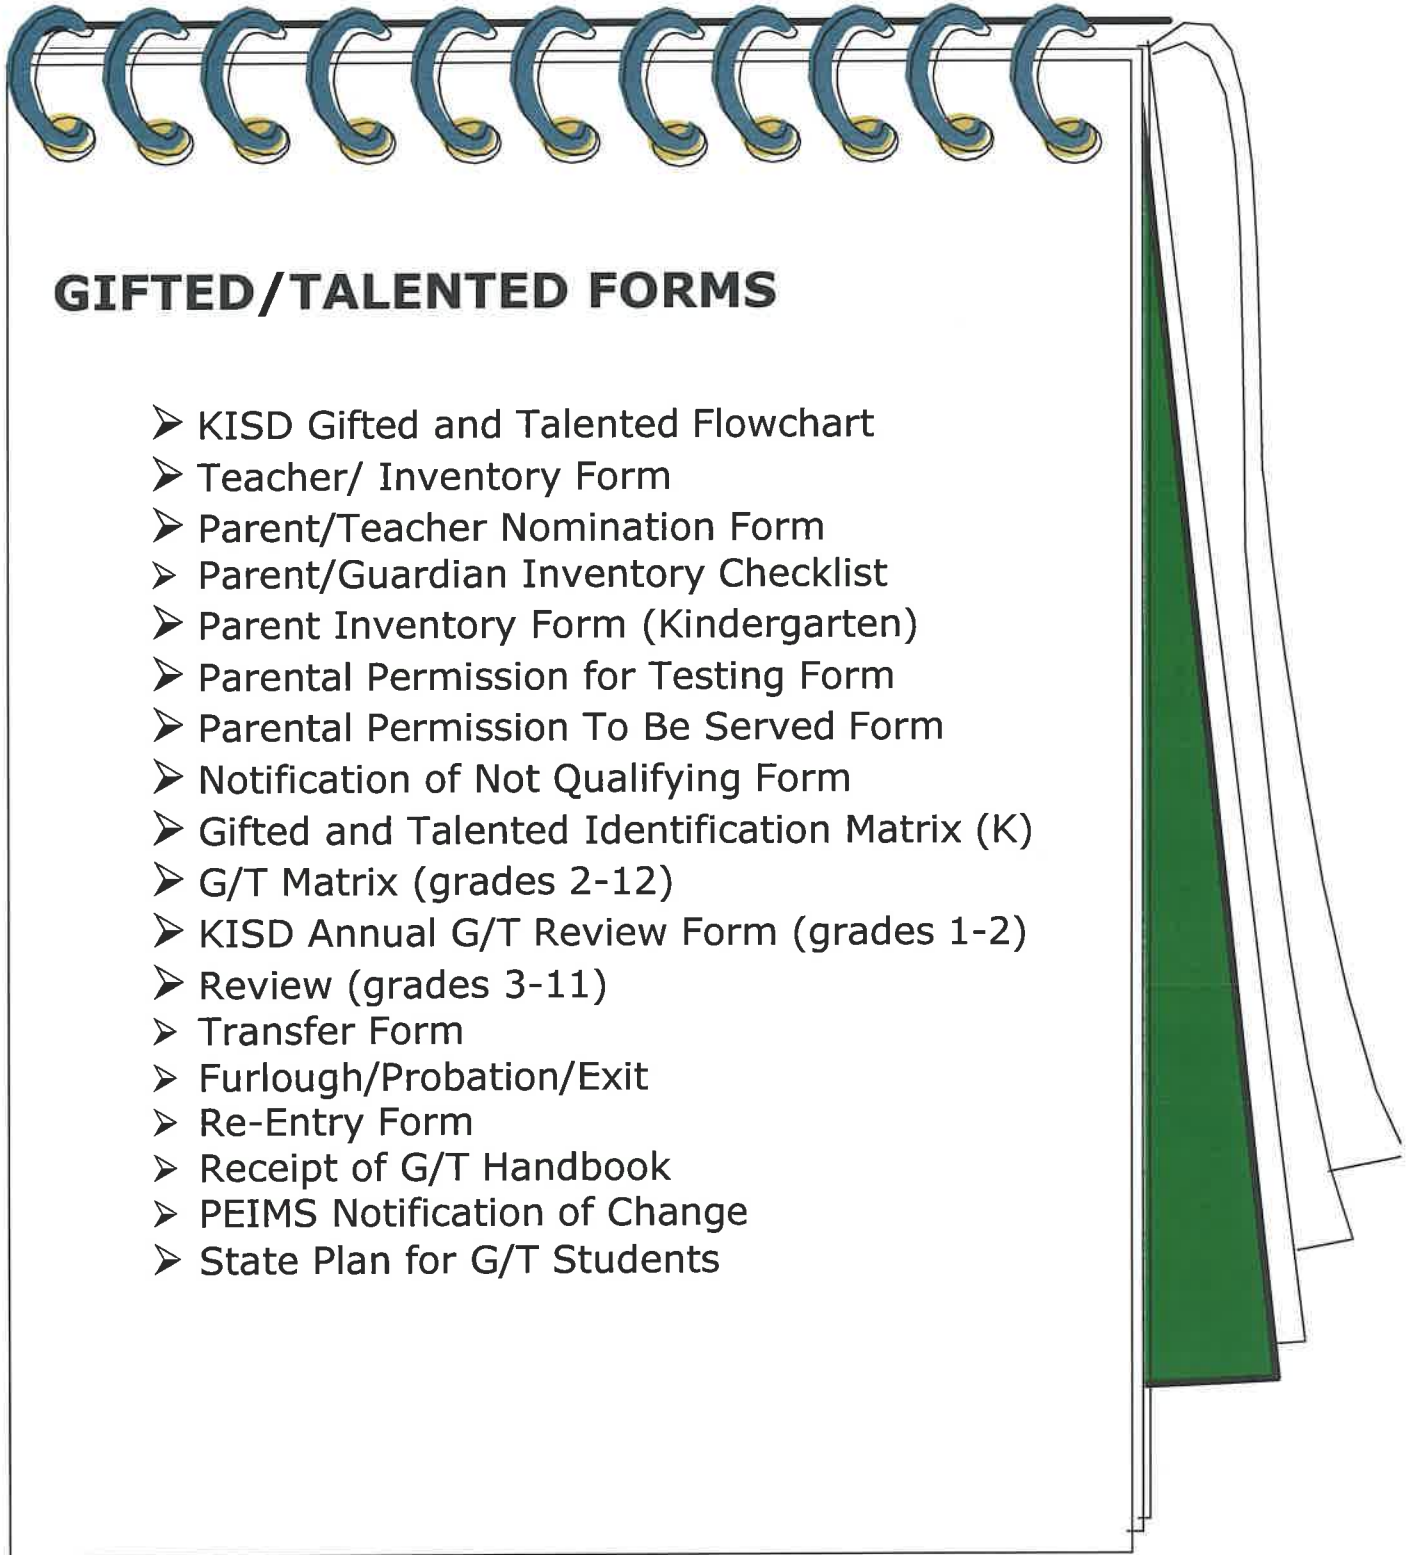 GIFTED/TALENTED FORMS
➢ KISD Gifted and Talented Flowchart
➢ Teacher/ Inventory Form
➢ Parent/Teacher Nomination Form
➢ Parent/Guardian Inventory Checklist
➢ Parent Inventory Form (Kindergarten)
➢ Parental Permission for Testing Form
➢ Parental Permission To Be Served Form
➢ Notification of Not Qualifying Form
➢ Gifted and Talented Identification Matrix (K)
➢ G/T Matrix (grades 2-12)
➢ KISD Annual G/T Review Form (grades 1-2)
➢ Review (grades 3-11)
➢ Transfer Form
➢ Furlough/Probation/Exit
➢ Re-Entry Form
➢ Receipt of G/T Handbook
➢ PEIMS Notification of Change
➢ State Plan for G/T Students